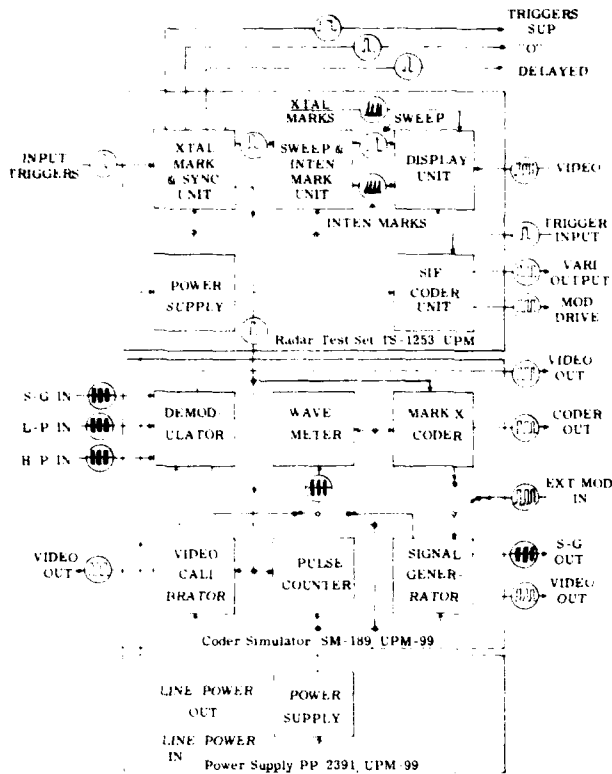 TRIGGERS
SUP
"O"
DELAYED
XTAL
MARKS
SWEEP
INPUT
TRIGGERS
XTAL
MARK
& SYNC
UNIT
SWEEP &
INTEN
MARK
UNIT
DISPLAY
UNIT
VIDEO
INTEN MARKS
TRIGGER
INPUT
POWER
SUPPLY
SIF
CODER
UNIT
VARI
OUTPUT
MOD
DRIVE
Radar Test Set TS-1253 UPM
VIDEO
OUT
S-G IN
L-P IN
H P IN
DEMOD-
ULATOR
WAVE
METER
MARK X
CODER
CODER
OUT
EXT MOD
IN
VIDEO
OUT
VIDEO
CALI
BRATOR
PULSE
COUNTER
SIGNAL
GENER-
ATOR
S-G
OUT
VIDEO
OUT
Coder Simulator SM-189 UPM-99
LINE POWER
OUT
POWER
SUPPLY
LINE POWER
IN
Power Supply PP 2391 UPM-99